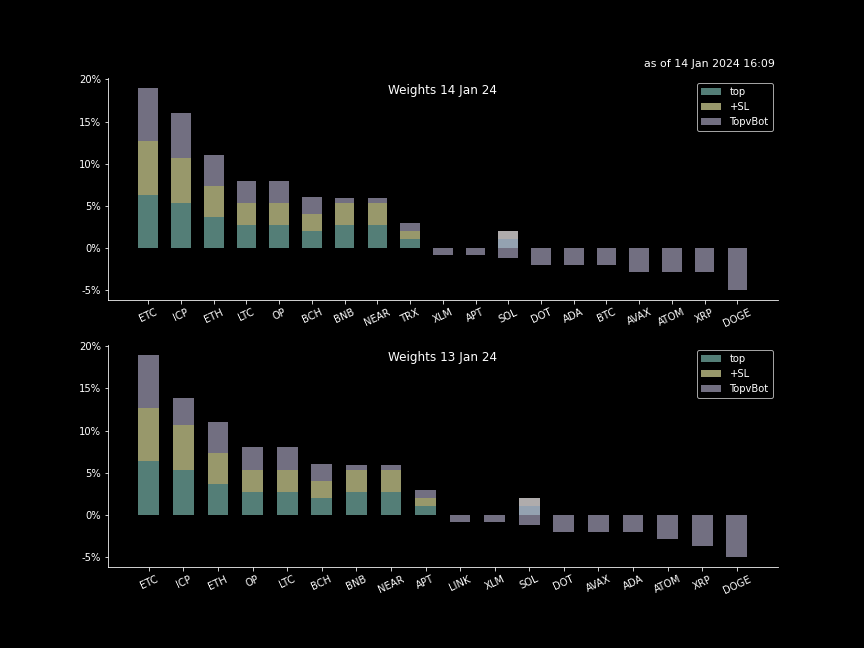 as of 14 Jan 2024 16:09
Weights 14 Jan 24
20%
15%
10%
5%
0%
-5%
top
+SL
TopvBot
ETC ICP ETH LTC OP BCH BNB NEAR TRX XLM APT SOL DOT ADA BTC AVAX ATOM XRP DOGE
Weights 13 Jan 24
20%
15%
10%
5%
0%
-5%
top
+SL
TopvBot
ETC ICP ETH OP LTC BCH BNB NEAR APT LINK XLM SOL DOT AVAX ADA ATOM XRP DOGE